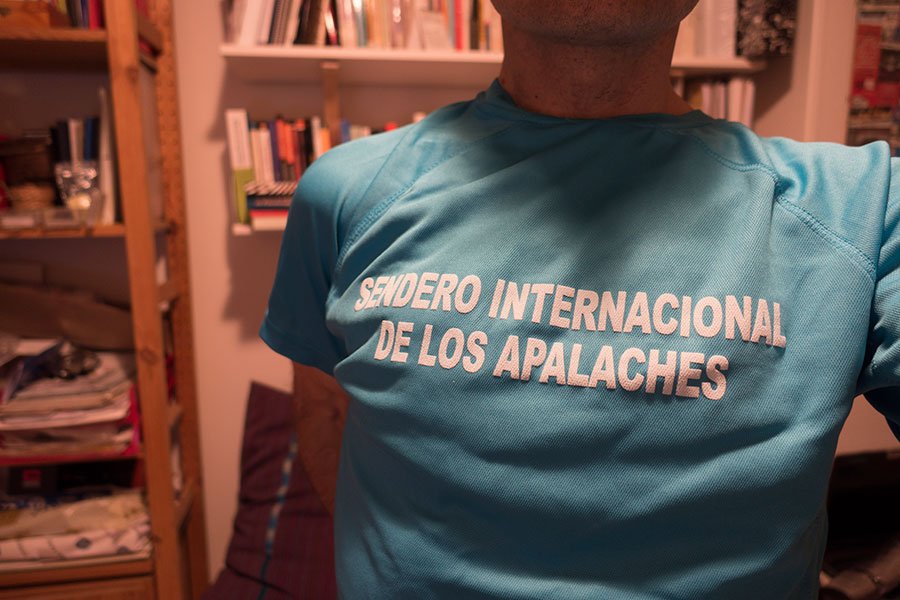 SENDERO INTERNACIONAL
DE LOS APALACHES